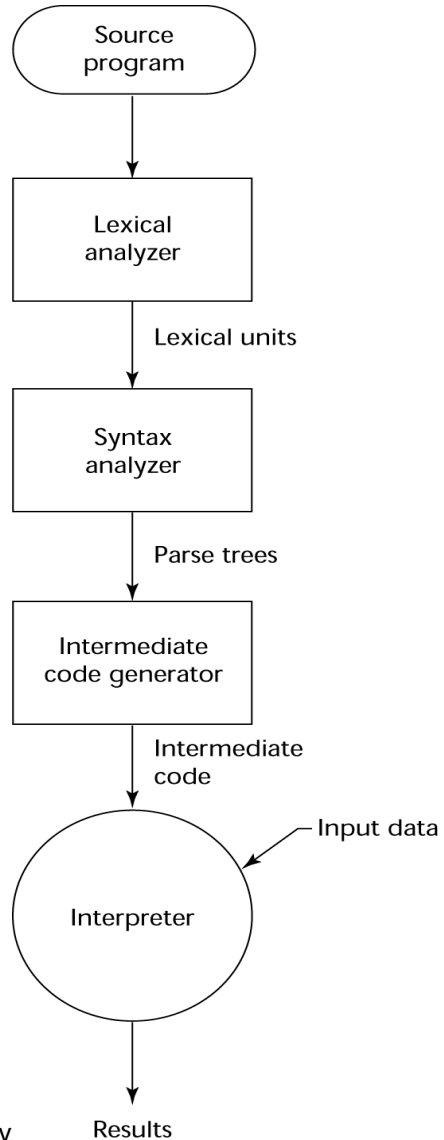 Source
program
Lexical
analyzer
Lexical units
Syntax
analyzer
Parse trees
Intermediate
code generator
Intermediate
code
Input data
Interpreter
Results